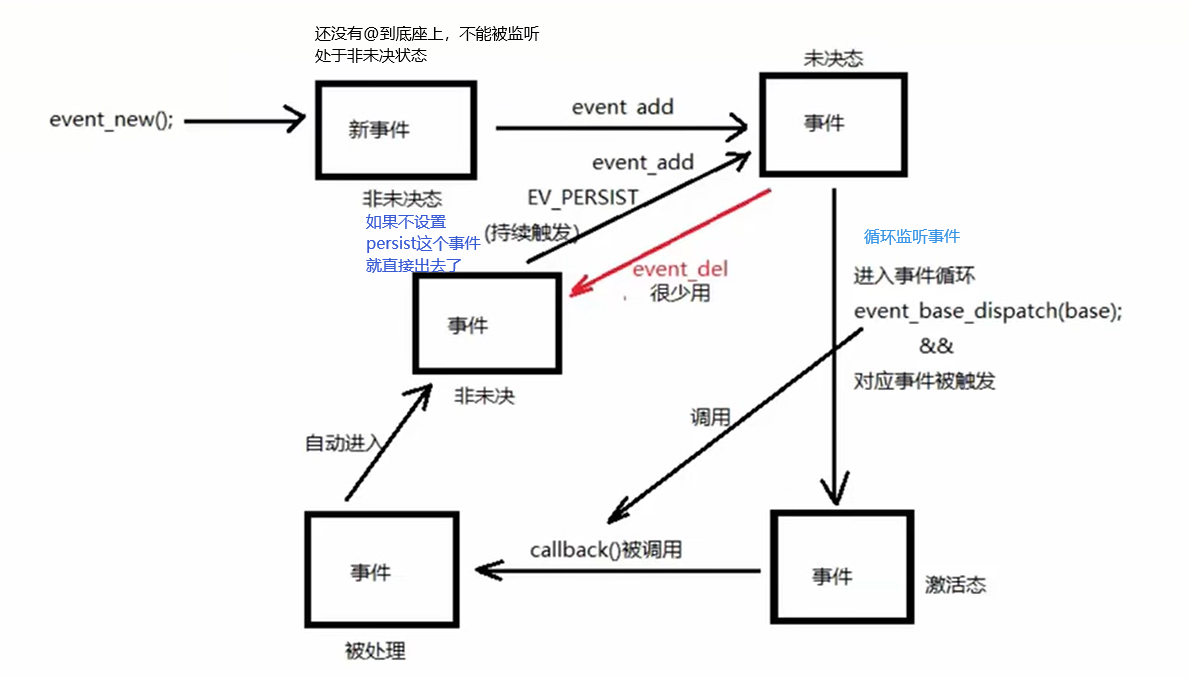 还没有@到底座上，不能被监听
处于非未决状态
未决态
event_new();
新事件
event add
事件
非未决态
event_add
如果不设置
persist这个事件
就直接出去了
EV_PERSIST
(持续触发)
循环监听事件
event_del
很少用
进入事件循环
event_base_dispatch(base);
&&
对应事件被触发
事件
非未决
调用
自动进入
callback()被调用
事件
被处理
事件
激活态